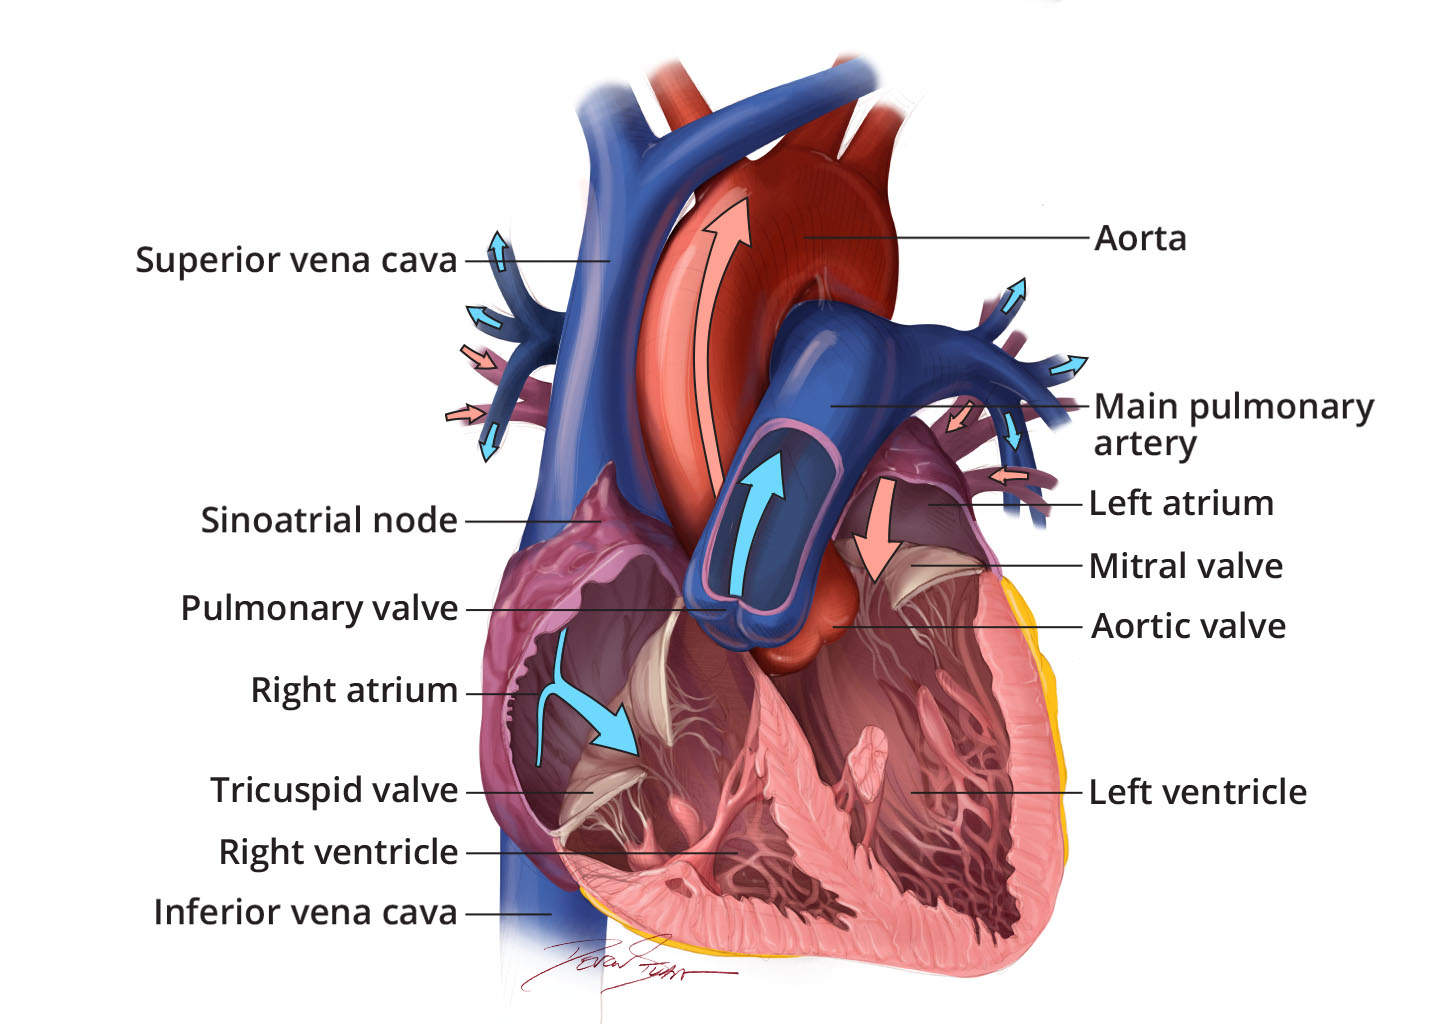 Superior vena cava
Sinoatrial node
Pulmonary valve
Right atrium
Tricuspid valve
Right ventricle
Inferior vena cava
Aorta
Main pulmonary
artery
Left atrium
Mitral valve
Aortic valve
Left ventricle